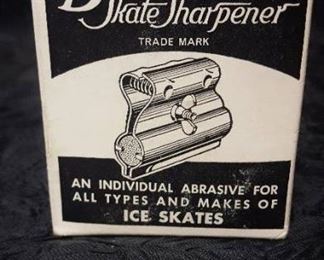 Skate Sharpener
TRADE MARK
AN INDIVIDUAL ABRASIVE FOR
ALL TYPES AND MAKES OF
ICE SKATES